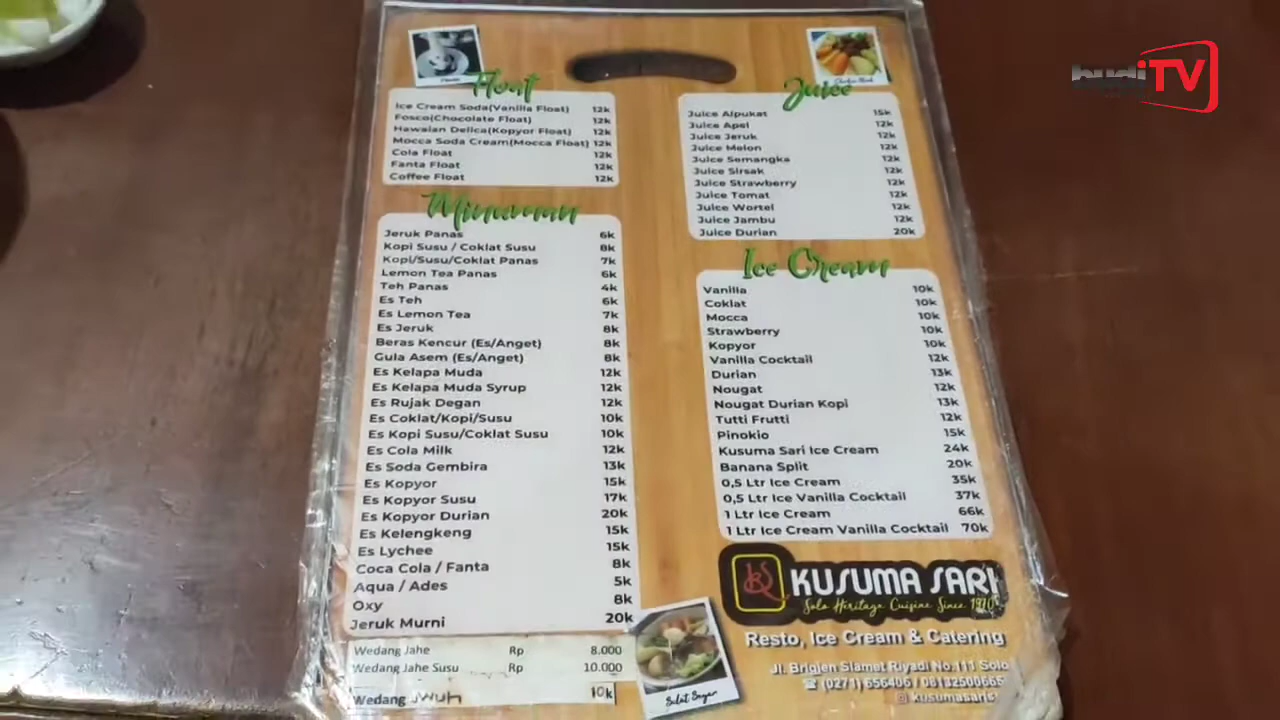 budiTV
Float
Ice Cream Soda(Vanilla Float) 12k
Fosco(Chocolate Float) 12k
Hawaian Delica(Kopyor Float) 12k
Mocca Soda Cream(Mocca Float) 12k
Cola Float 12k
Fanta Float 12k
Coffee Float 12k
Minuman
Jeruk Panas 6k
Kopi Susu / Coklat Susu 8k
Kopi/Susu/Coklat Panas 7k
Lemon Tea Panas 6k
Teh Panas 4k
Es Teh 6k
Es Lemon Tea 7k
Es Jeruk 8k
Beras Kencur (Es/Anget) 8k
Gula Asem (Es/Anget) 8k
Es Kelapa Muda 12k
Es Kelapa Muda Syrup 12k
Es Rujak Degan 12k
Es Coklat/Kopi/Susu 10k
Es Kopi Susu/Coklat Susu 10k
Es Cola Milk 12k
Es Soda Gembira 13k
Es Kopyor 15k
Es Kopyor Susu 17k
Es Kopyor Durian 20k
Es Kelengkeng 15k
Es Lychee 15k
Coca Cola / Fanta 8k
Aqua / Ades 5k
Oxy 8k
Jeruk Murni 20k
Wedang Jahe Rp 8.000
Wedang Jahe Susu Rp 10.000
Wedang UWUH 10k
Juice
Juice Alpukat 15k
Juice Apel 12k
Juice Jeruk 12k
Juice Melon 12k
Juice Semangka 12k
Juice Sirsak 12k
Juice Strawberry 12k
Juice Tomat 12k
Juice Wortel 12k
Juice Jambu 12k
Juice Durian 20k
Ice Cream
Vanilla 10k
Coklat 10k
Mocca 10k
Strawberry 10k
Kopyor 10k
Vanilla Cocktail 12k
Durian 13k
Nougat 12k
Nougat Durian Kopi 13k
Tutti Frutti 12k
Pinokio 15k
Kusuma Sari Ice Cream 24k
Banana Split 20k
0,5 Ltr Ice Cream 35k
0,5 Ltr Ice Vanilla Cocktail 37k
1 Ltr Ice Cream 66k
1 Ltr Ice Cream Vanilla Cocktail 70k
KUSUMA SARI
Solo Heritage Cuisine Since 1970
Resto, Ice Cream & Catering
Jl. Brigjen Slamet Riyadi No.111 Solo
(0271) 656406 / 08132500665
kusumasaris
Salat Sayur